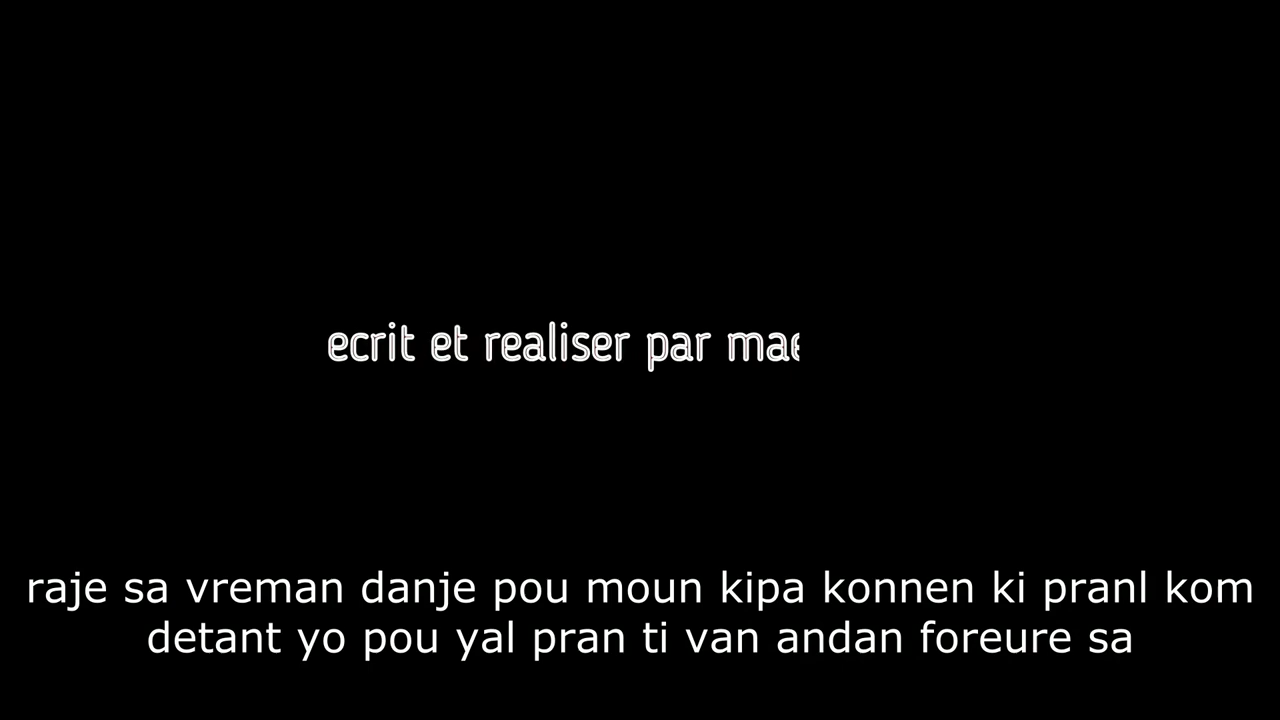 ecrit et realiser par mae
raje sa vreman danje pou moun kipa konnen ki pranl kom
detant yo pou yal pran ti van andan foreure sa